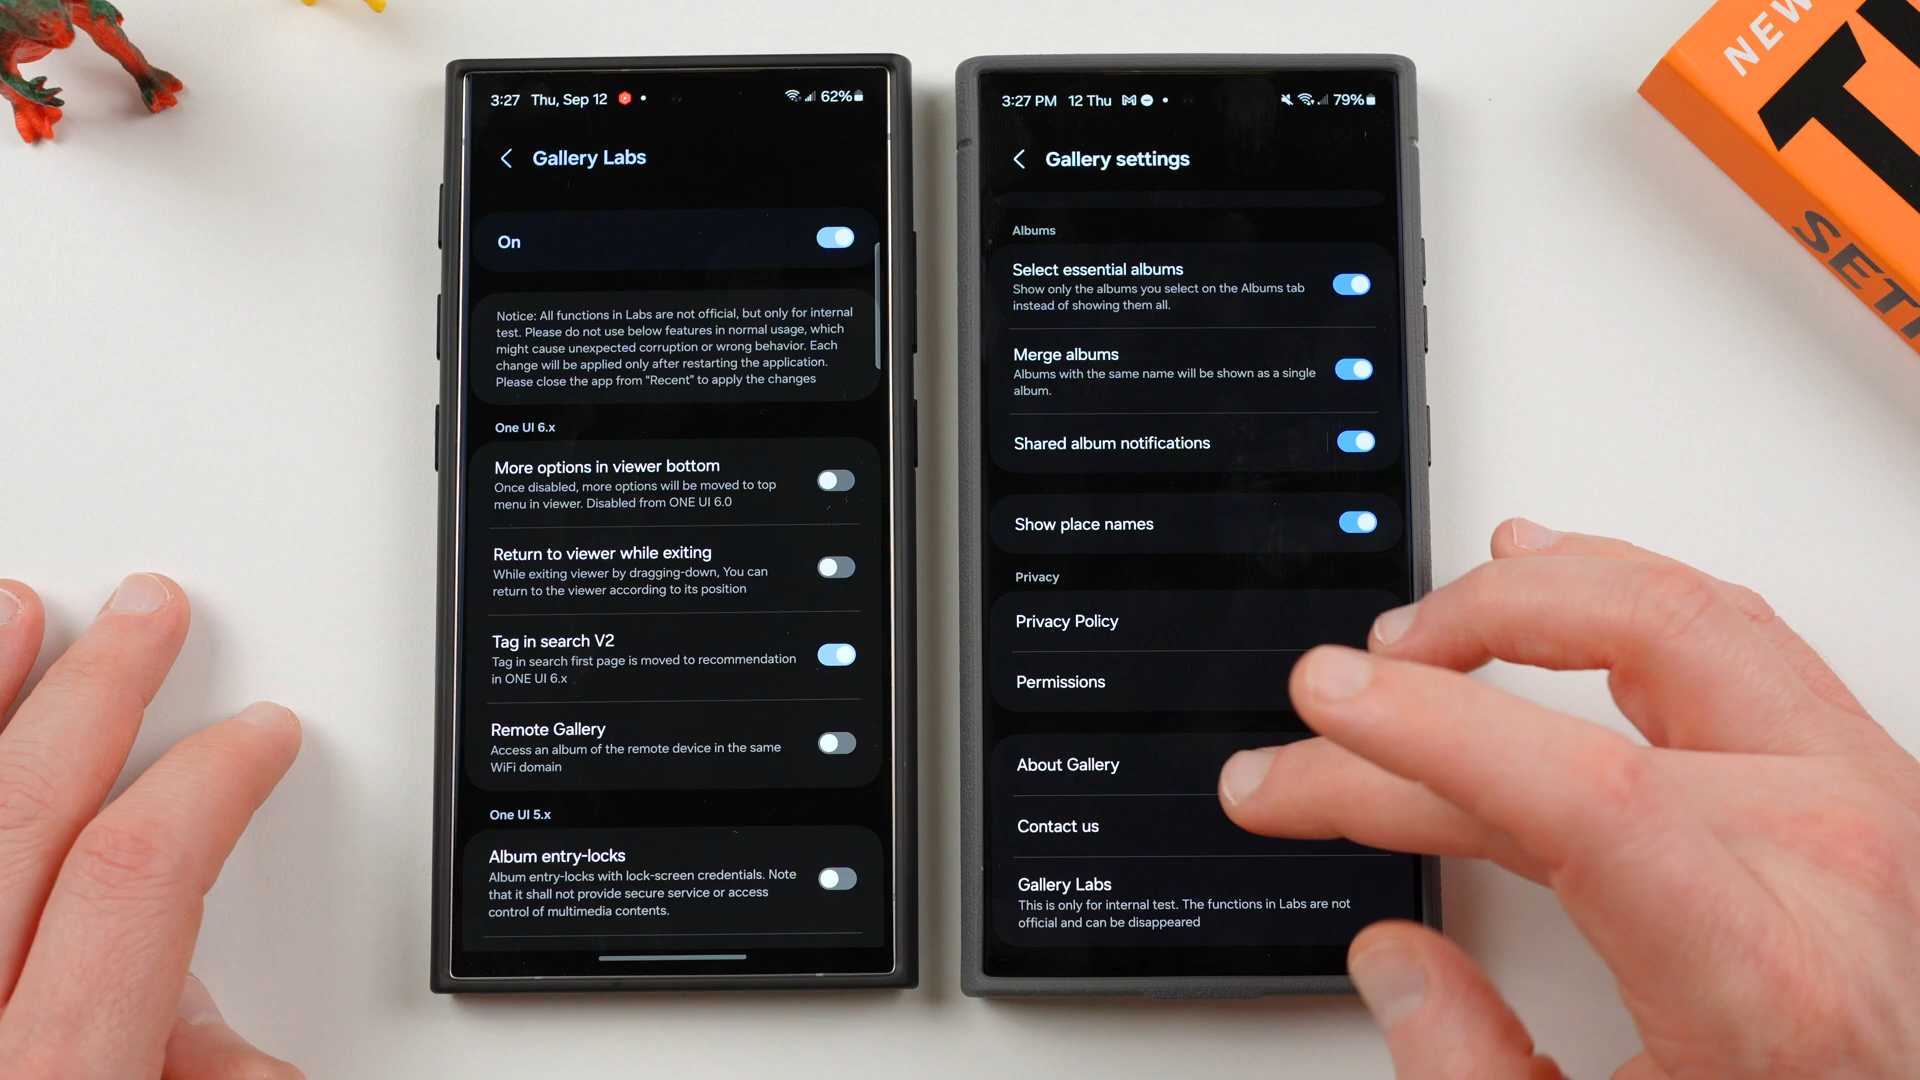 3:27 Thu, Sep 12
62%
Gallery Labs
On
Notice: All functions in Labs are not official, but only for internal
test. Please do not use below features in normal usage, which
might cause unexpected corruption or wrong behavior. Each
change will be applied only after restarting the application.
Please close the app from "Recent" to apply the changes
One UI 6.x
More options in viewer bottom
Once disabled, more options will be moved to top
menu in viewer. Disabled from ONE UI 6.0
Return to viewer while exiting
While exiting viewer by dragging-down, You can
return to the viewer according to its position
Tag in search V2
Tag in search first page is moved to recommendation
in ONE UI 6.x
Remote Gallery
Access an album of the remote device in the same
WiFi domain
One UI 5.x
Album entry-locks
Album entry-locks with lock-screen credentials. Note
that it shall not provide secure service or access
control of multimedia contents.
3:27 PM 12 Thu
79%
Gallery settings
Albums
Select essential albums
Show only the albums you select on the Albums tab
instead of showing them all.
Merge albums
Albums with the same name will be shown as a single
album.
Shared album notifications
Show place names
Privacy
Privacy Policy
Permissions
About Gallery
Contact us
Gallery Labs
This is only for internal test. The functions in Labs are not
official and can be disappeared
NEW